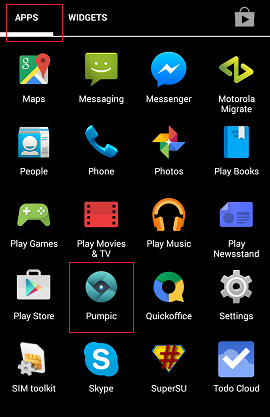 APPS WIDGETS
Maps Messaging Messenger Motorola
Migrate
People Phone Photos Play Books
Play Games Play Movies Play Music Play
& TV Newsstand
Play Store Pumpic Quickoffice Settings
SIM toolkit Skype SuperSU Todo Cloud